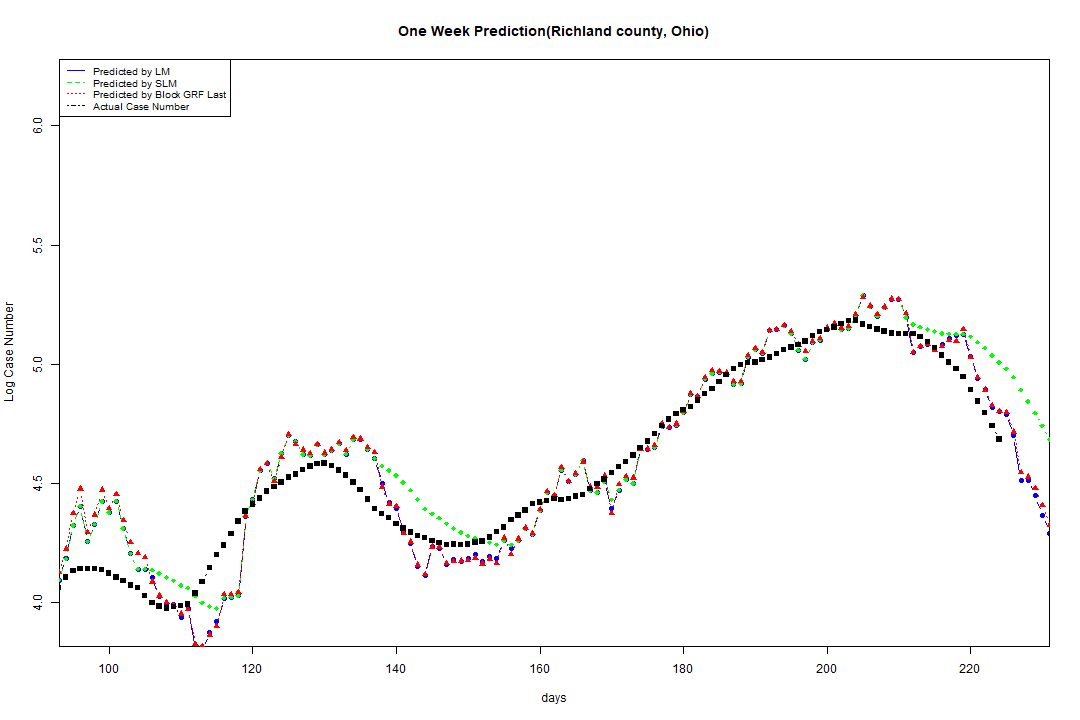 One Week Prediction(Richland county, Ohio)
Predicted by LM
Predicted by SLM
Predicted by Block GRF Last
Actual Case Number
6.0
5.5
5.0
4.5
4.0
Log Case Number
100 120 140 160 180 200 220
days